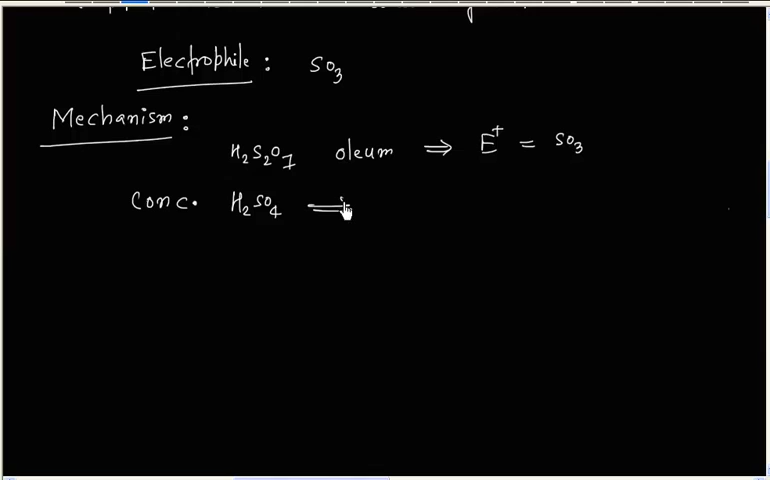 Electrophile : SO3
Mechanism :
H2S2O7 oleum ⇒ E+ = SO3
Conc. H2SO4 ⇒